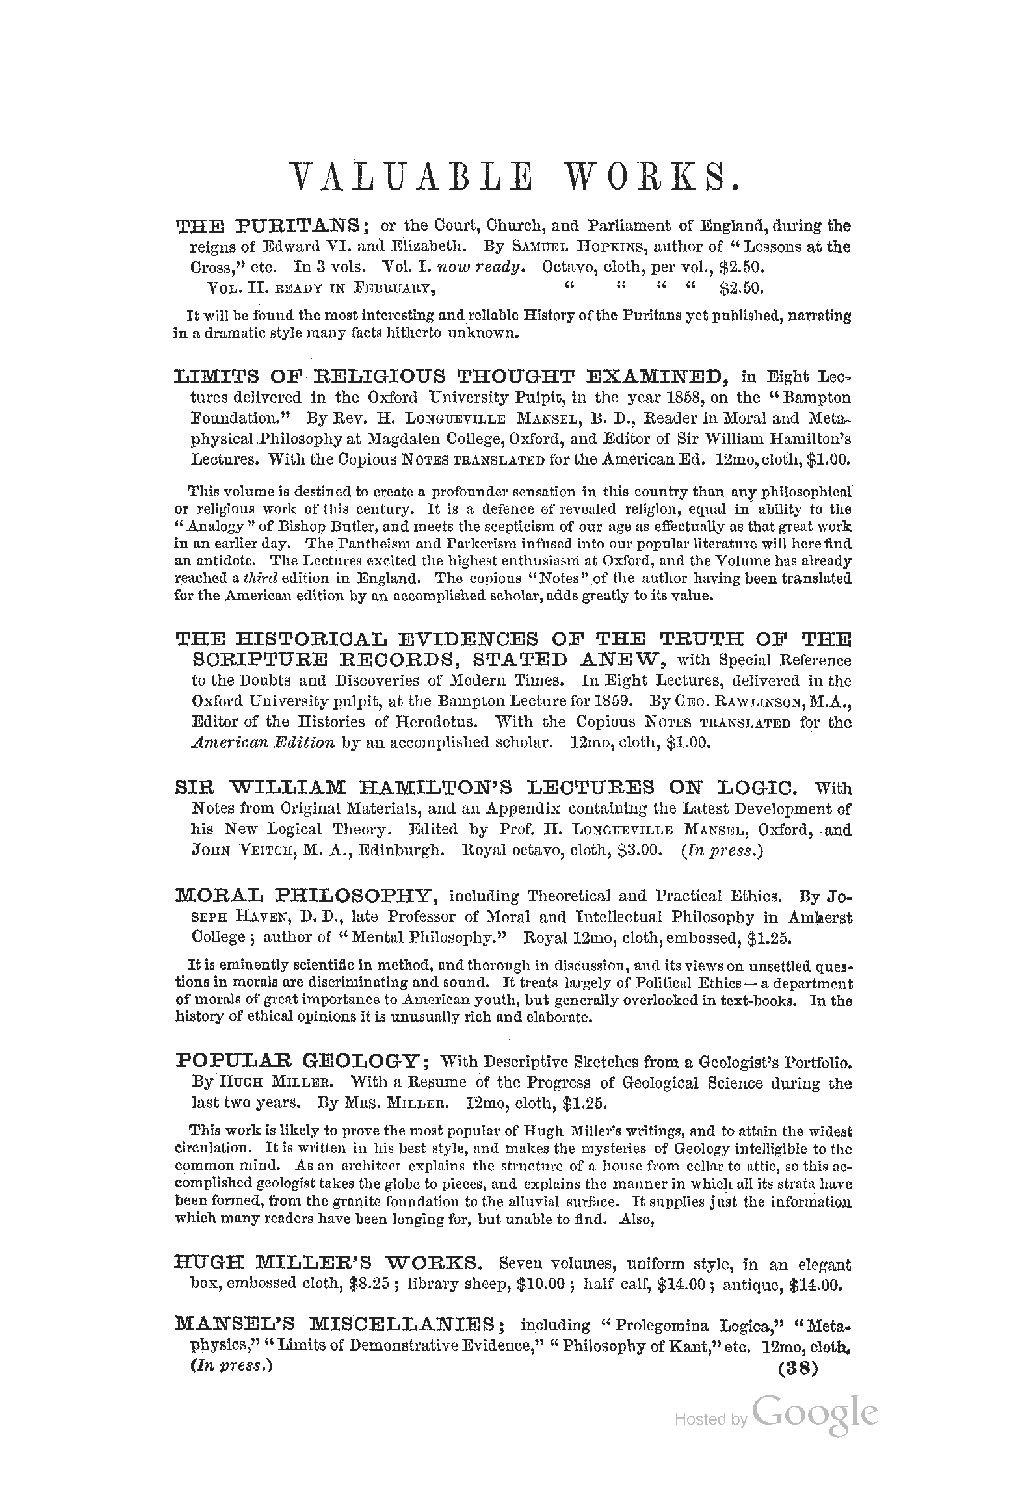 VALUABLE WORKS.
THE PURITANS; or the Court, Church, and Parliament of England, during the
reigns of Edward VI. and Elizabeth. By SAMUEL HOPKINS, author of “Lessons at the
Cross,” etc. In 3 vols. Vol. I. now ready. Octavo, cloth, per vol., $2.50.
VOL. II. READY IN FEBRUARY, “ “ “ “ $2.50.
It will be found the most interesting and reliable History of the Puritans yet published, narrating
in a dramatic style many facts hitherto unknown.
LIMITS OF RELIGIOUS THOUGHT EXAMINED, in Eight Lec-
tures delivered in the Oxford University Pulpit, in the year 1858, on the “Bampton
Foundation.” By Rev. H. LONGUEVILLE MANSEL, B. D., Reader in Moral and Meta-
physical Philosophy at Magdalen College, Oxford, and Editor of Sir William Hamilton's
Lectures. With the Copious NOTES TRANSLATED for the American Ed. 12mo, cloth, $1.00.
This volume is destined to create a profounder sensation in this country than any philosophical
or religious work of this century. It is a defence of revealed religion, equal in ability to the
“Analogy” of Bishop Butler, and meets the scepticism of our age as effectually as that great work
in an earlier day. The Pantheism and Parkerism infused into our popular literature will here find
an antidote. The Lectures excited the highest enthusiasm at Oxford, and the Volume has already
reached a third edition in England. The copious “Notes” of the author having been translated
for the American edition by an accomplished scholar, adds greatly to its value.
THE HISTORICAL EVIDENCES OF THE TRUTH OF THE
SCRIPTURE RECORDS, STATED ANEW, with Special Reference
to the Doubts and Discoveries of Modern Times. In Eight Lectures, delivered in the
Oxford University pulpit, at the Bampton Lecture for 1859. By GEO. RAWLINSON, M.A.,
Editor of the Histories of Herodotus. With the Copious NOTES TRANSLATED for the
American Edition by an accomplished scholar. 12mo, cloth, $1.00.
SIR WILLIAM HAMILTON'S LECTURES ON LOGIC. With
Notes from Original Materials, and an Appendix containing the Latest Development of
his New Logical Theory. Edited by Prof. H. LONGUEVILLE MANSEL, Oxford, and
JOHN VEITCH, M. A., Edinburgh. Royal octavo, cloth, $3.00. (In press.)
MORAL PHILOSOPHY, including Theoretical and Practical Ethics. By JO-
SEPH HAVEN, D. D., late Professor of Moral and Intellectual Philosophy in Amherst
College; author of “Mental Philosophy.” Royal 12mo, cloth, embossed, $1.25.
It is eminently scientific in method, and thorough in discussion, and its views on unsettled ques-
tions in morals are discriminating and sound. It treats largely of Political Ethics—a department
of morals of great importance to American youth, but generally overlooked in text-books. In the
history of ethical opinions it is unusually rich and elaborate.
POPULAR GEOLOGY; With Descriptive Sketches from a Geologist's Portfolio.
By HUGH MILLER. With a Resume of the Progress of Geological Science during the
last two years. By MRS. MILLER. 12mo, cloth, $1.25.
This work is likely to prove the most popular of Hugh Miller's writings, and to attain the widest
circulation. It is written in his best style, and makes the mysteries of Geology intelligible to the
common mind. As an architect explains the structure of a house from cellar to attic, so this ac-
complished geologist takes the globe to pieces, and explains the manner in which all its strata have
been formed, from the granite foundation to the alluvial surface. It supplies just the information
which many readers have been longing for, but unable to find. Also,
HUGH MILLER'S WORKS. Seven volumes, uniform style, in an elegant
box, embossed cloth, $8.25; library sheep, $10.00; half calf, $14.00; antique, $14.00.
MANSEL'S MISCELLANIES; including “Prolegomina Logica,” “Meta-
physics,” “Limits of Demonstrative Evidence,” “Philosophy of Kant,” etc. 12mo, cloth.
(In press.) (38)
Hosted by Google